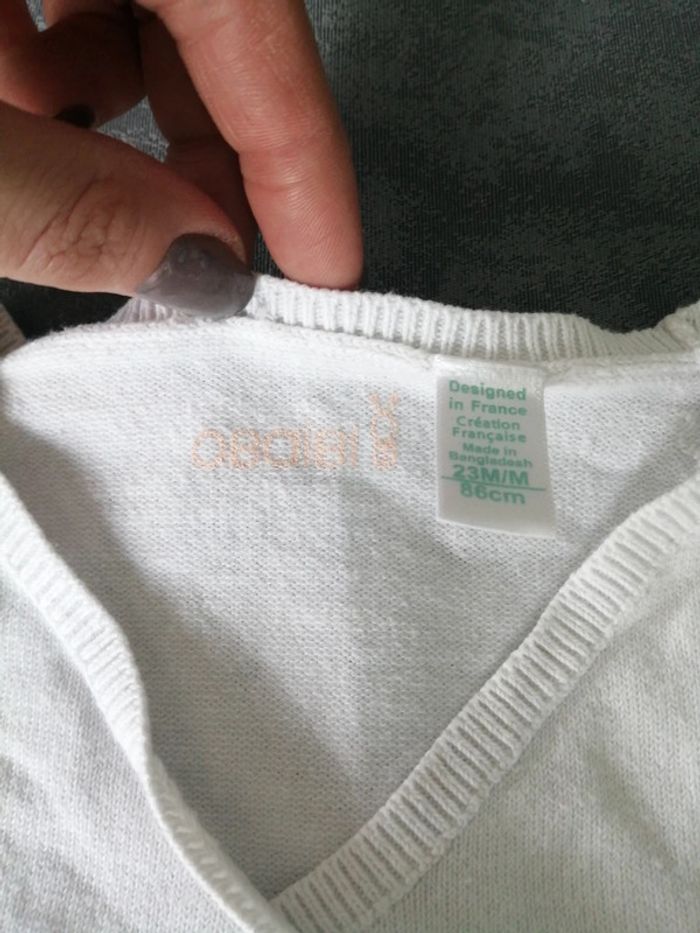 obaïbi
Designed
in France
Création
Française
Made in
Bangladesh
23M/M
86cm